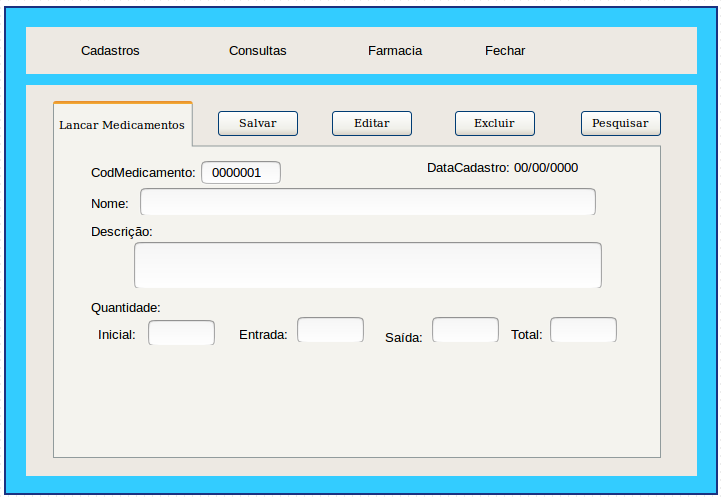 Cadastros Consultas Farmacia Fechar
Lancar Medicamentos Salvar Editar Excluir Pesquisar
CodMedicamento: 0000001 DataCadastro: 00/00/0000
Nome:
Descrição:
Quantidade:
Inicial: Entrada: Saída: Total: